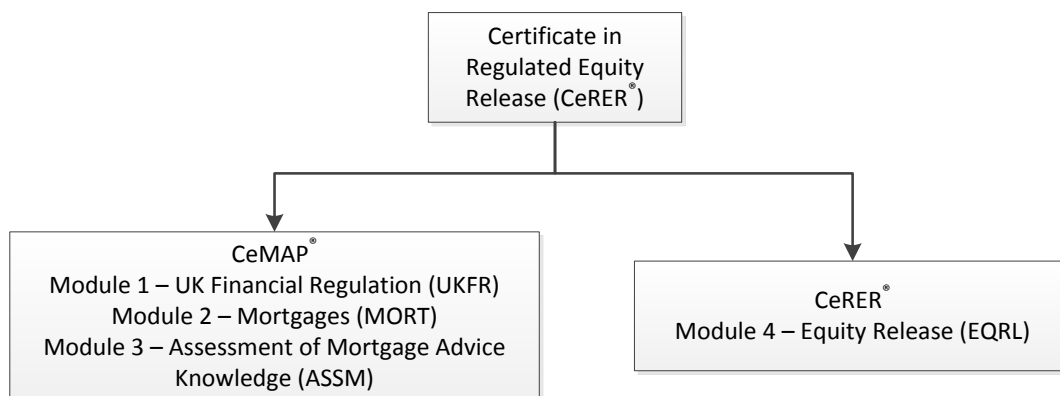 Certificate in
Regulated Equity
Release (CeRER®)
CeMAP®
Module 1 – UK Financial Regulation (UKFR)
Module 2 – Mortgages (MORT)
Module 3 – Assessment of Mortgage Advice
Knowledge (ASSM)
CeRER®
Module 4 – Equity Release (EQRL)